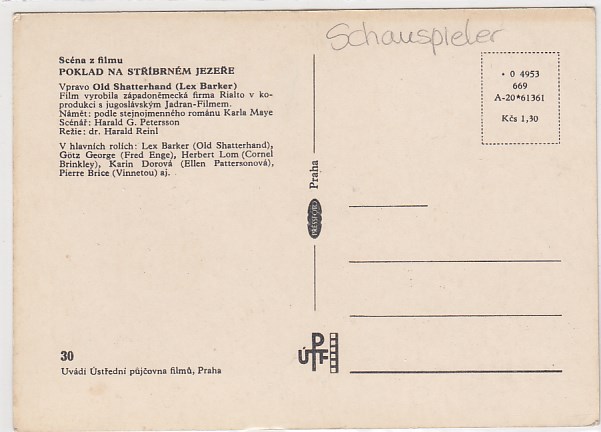 Schauspieler
Scéna z filmu
POKLAD NA STŘÍBRNÉM JEZEŘE
Vpravo Old Shatterhand (Lex Barker)
Film vyrobila západoněmecká firma Rialto v ko-
produkci s jugoslávským Jadran-Filmem.
Námět: podle stejnojmenného románu Karla Maye
Scénář: Harald G. Petersson
Režie: dr. Harald Reinl
V hlavních rolích: Lex Barker (Old Shatterhand),
Götz George (Fred Enge), Herbert Lom (Cornel
Brinkley), Karin Dorová (Ellen Pattersonová),
Pierre Brice (Vinnetou) aj.
30
Uvádí Ústřední půjčovna filmů, Praha
Praha
PRESSFOTO
ÚPF
• 0 4953
669
A-20*61361
Kčs 1,30